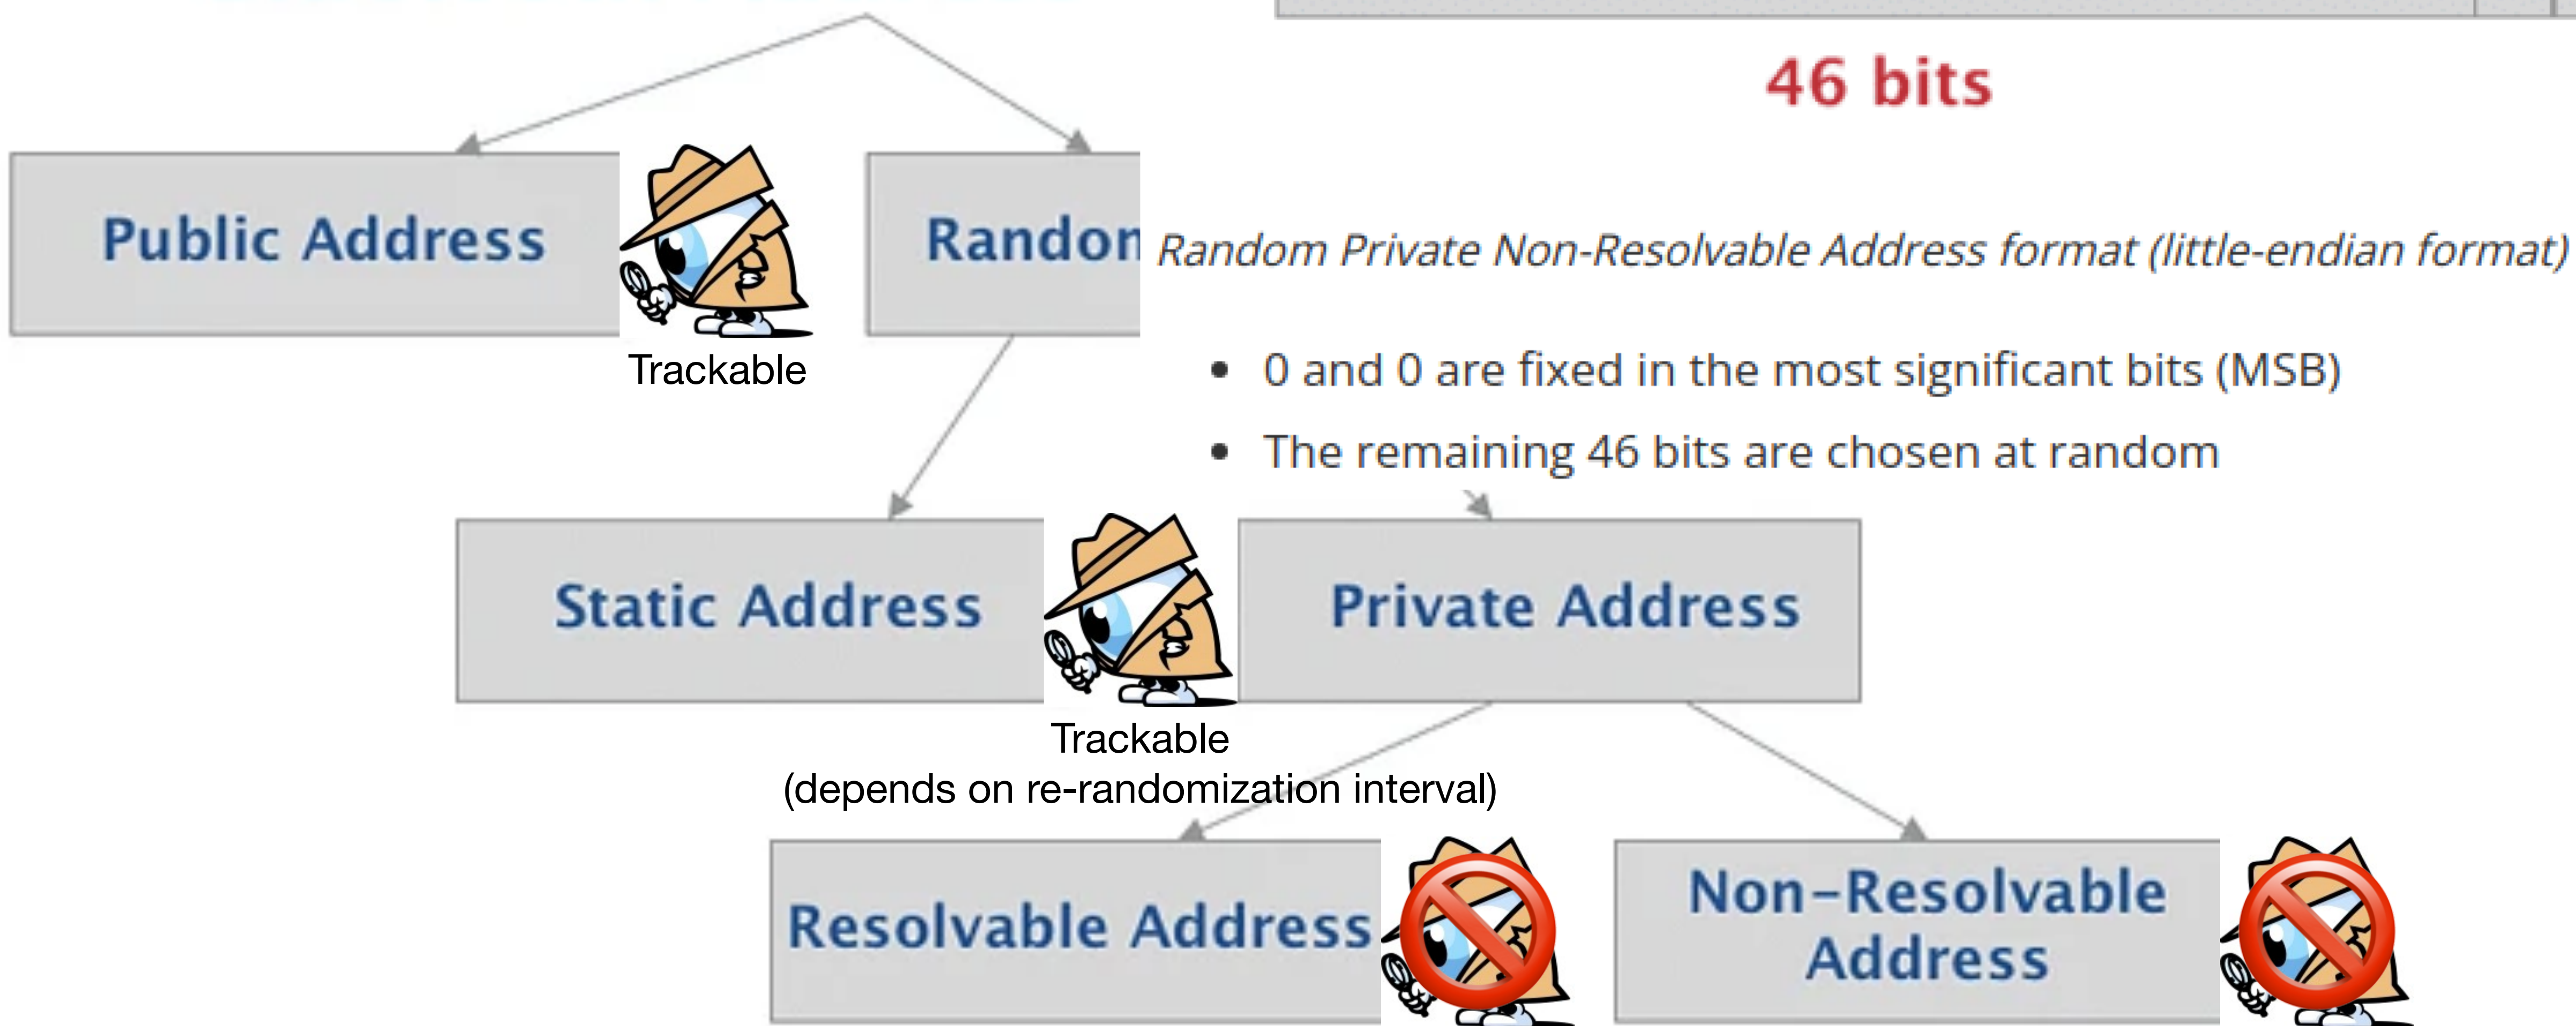 46 bits
Public Address
Random
Random Private Non-Resolvable Address format (little-endian format)
Trackable
• 0 and 0 are fixed in the most significant bits (MSB)
• The remaining 46 bits are chosen at random
Static Address
Private Address
Trackable
(depends on re-randomization interval)
Resolvable Address
Non-Resolvable
Address